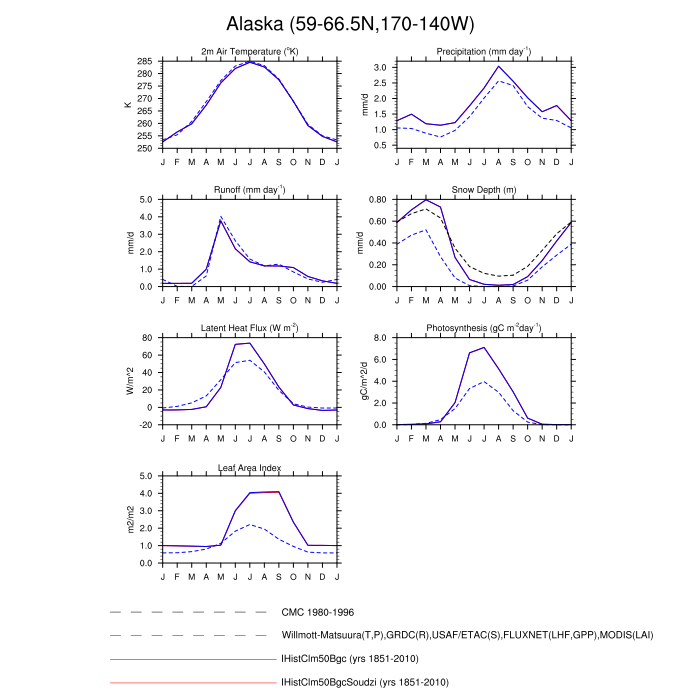 Alaska (59-66.5N,170-140W)
2m Air Temperature (°K)
285
280
275
270
265
260
255
250
K
J F M A M J J A S O N D J
Precipitation (mm day⁻¹)
3.0
2.5
2.0
1.5
1.0
0.5
mm/d
J F M A M J J A S O N D J
Runoff (mm day⁻¹)
5.0
4.0
3.0
2.0
1.0
0.0
mm/d
J F M A M J J A S O N D J
Snow Depth (m)
0.80
0.60
0.40
0.20
0.00
mm/d
J F M A M J J A S O N D J
Latent Heat Flux (W m⁻²)
80
60
40
20
0
-20
W/m^2
J F M A M J J A S O N D J
Photosynthesis (gC m⁻²day⁻¹)
8.0
6.0
4.0
2.0
0.0
gC/m^2/d
J F M A M J J A S O N D J
Leaf Area Index
5.0
4.0
3.0
2.0
1.0
0.0
m2/m2
J F M A M J J A S O N D J
CMC 1980-1996
Willmott-Matsuura(T,P),GRDC(R),USAF/ETAC(S),FLUXNET(LHF,GPP),MODIS(LAI)
IHistClm50Bgc (yrs 1851-2010)
IHistClm50BgcSoudzi (yrs 1851-2010)